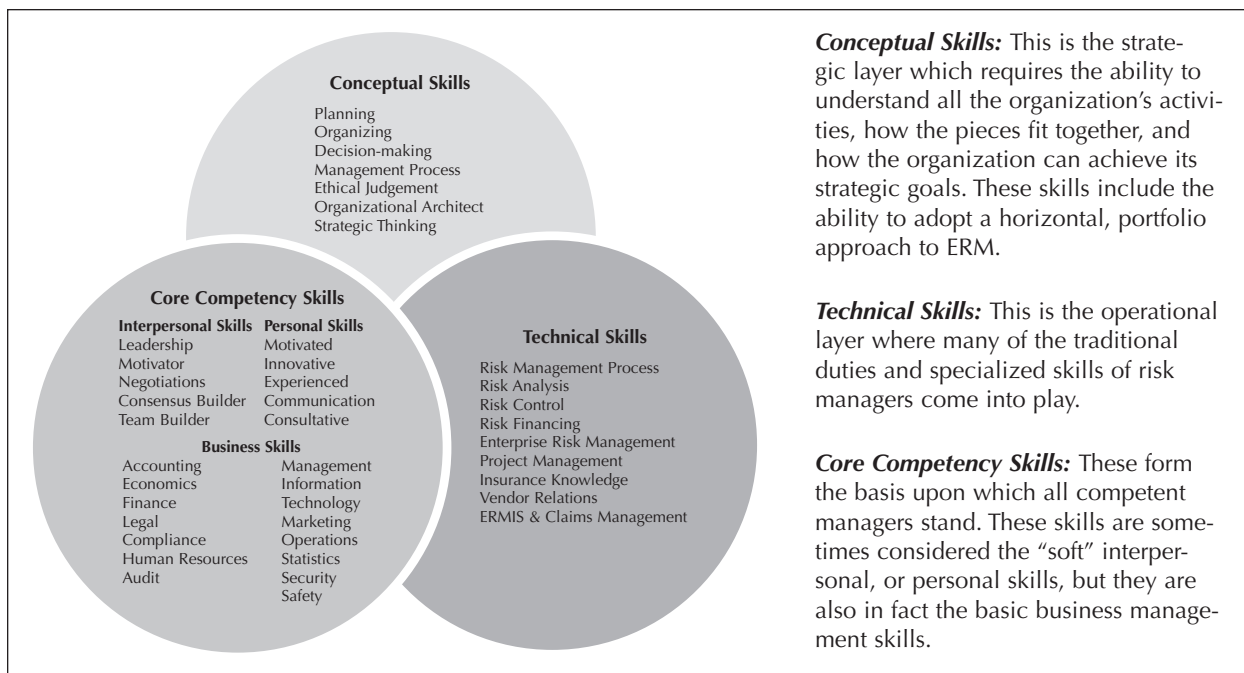 Conceptual Skills
Planning
Organizing
Decision-making
Management Process
Ethical Judgement
Organizational Architect
Strategic Thinking
Core Competency Skills
Interpersonal Skills
Leadership
Motivator
Negotiations
Consensus Builder
Team Builder
Personal Skills
Motivated
Innovative
Experienced
Communication
Consultative
Business Skills
Accounting
Economics
Finance
Legal
Compliance
Human Resources
Audit
Management
Information
Technology
Marketing
Operations
Statistics
Security
Safety
Technical Skills
Risk Management Process
Risk Analysis
Risk Control
Risk Financing
Enterprise Risk Management
Project Management
Insurance Knowledge
Vendor Relations
ERMIS & Claims Management
Conceptual Skills: This is the strate-
gic layer which requires the ability to
understand all the organization’s activi-
ties, how the pieces fit together, and
how the organization can achieve its
strategic goals. These skills include the
ability to adopt a horizontal, portfolio
approach to ERM.
Technical Skills: This is the operational
layer where many of the traditional
duties and specialized skills of risk
managers come into play.
Core Competency Skills: These form
the basis upon which all competent
managers stand. These skills are some-
times considered the “soft” interper-
sonal, or personal skills, but they are
also in fact the basic business manage-
ment skills.